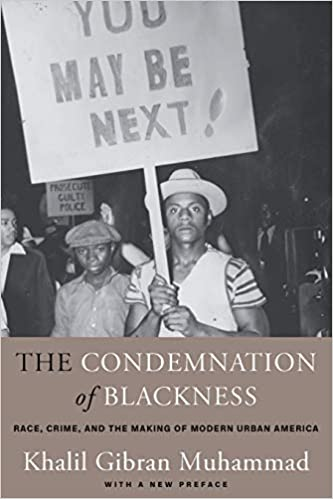 YOU
MAY BE
NEXT!
PROSECUTE
GUILTY
POLICE
THE CONDEMNATION
of BLACKNESS
RACE, CRIME, AND THE MAKING OF MODERN URBAN AMERICA
Khalil Gibran Muhammad
WITH A NEW PREFACE